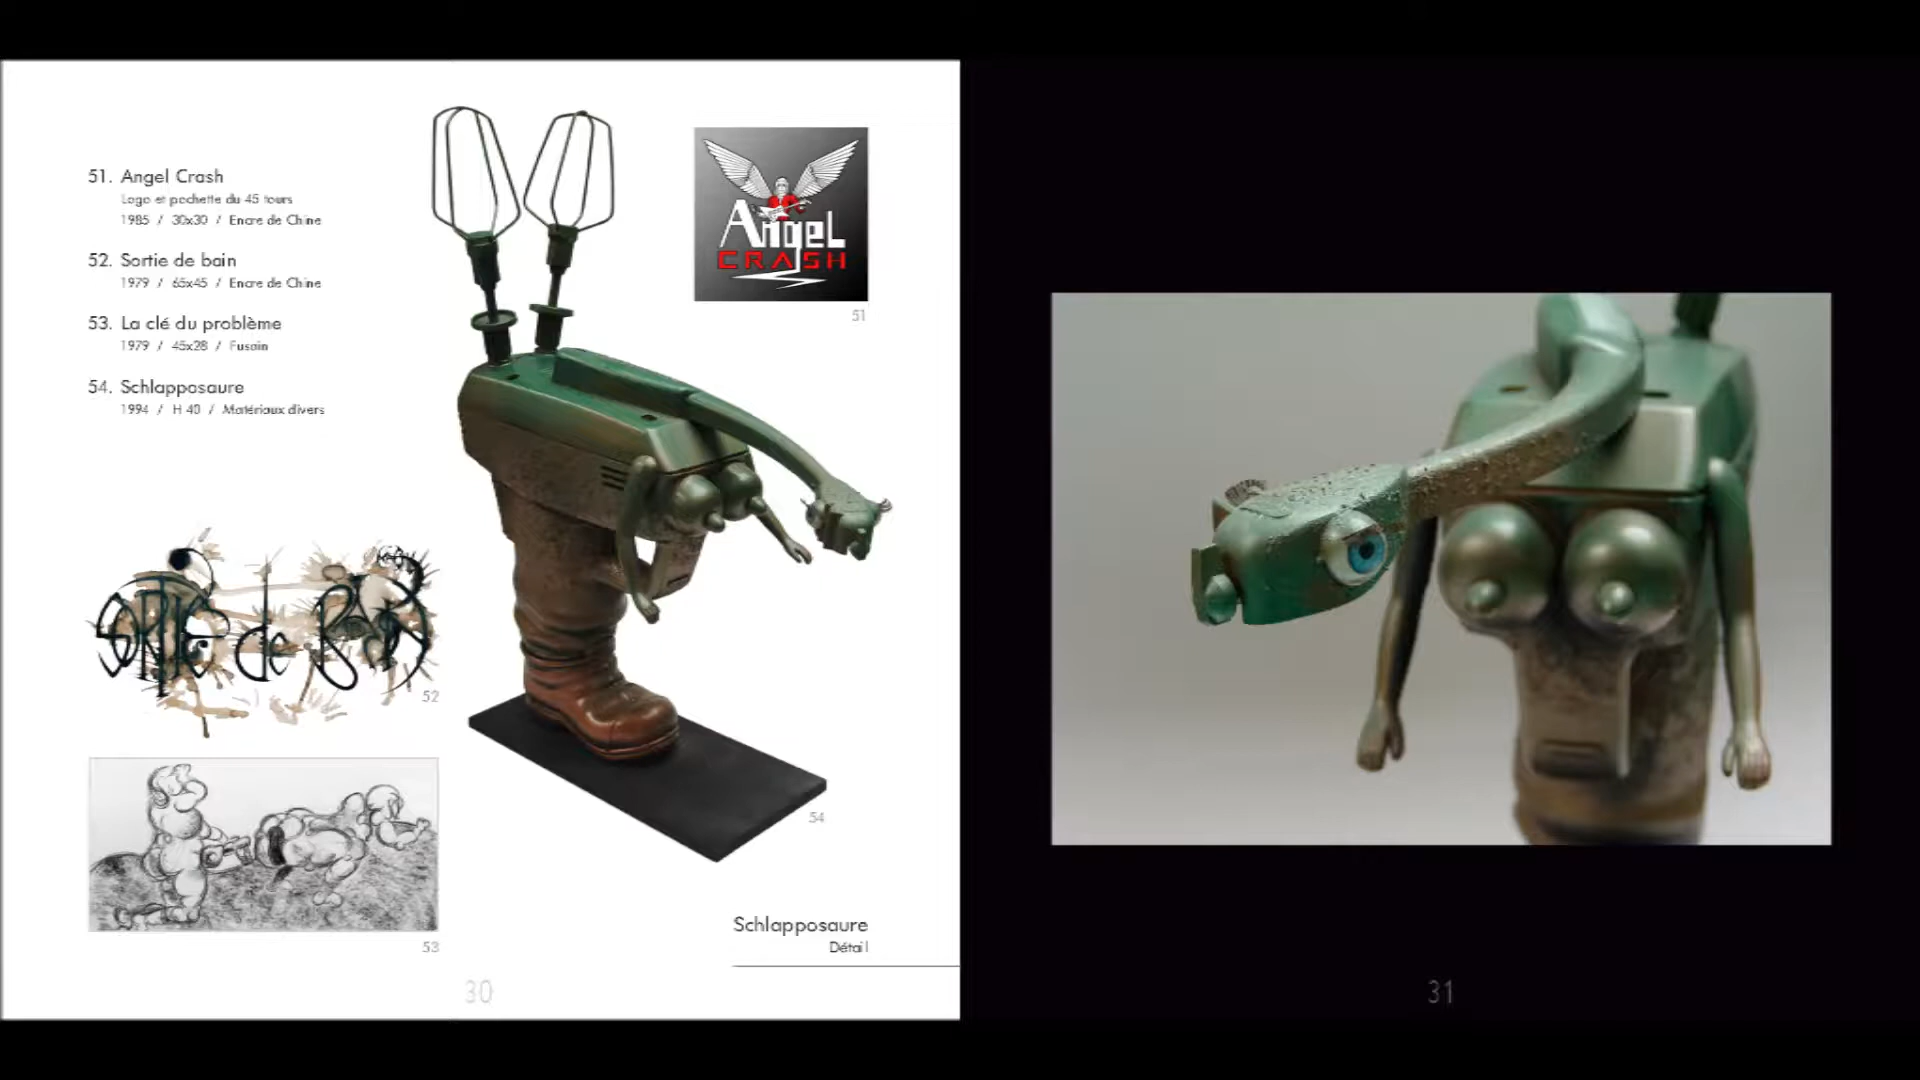 51. Angel Crash
Logo et pochette du 45 tours
1985 / 30x30 / Encre de Chine
52. Sortie de bain
1979 / 65x45 / Encre de Chine
53. La clé du problème
1979 / 45x28 / Fusain
54. Schlapposaure
1994 / H 40 / Matériaux divers
Angel
CRASH
51
SORTIE de BAIN
52
54
53
Schlapposaure
Détail
30
31